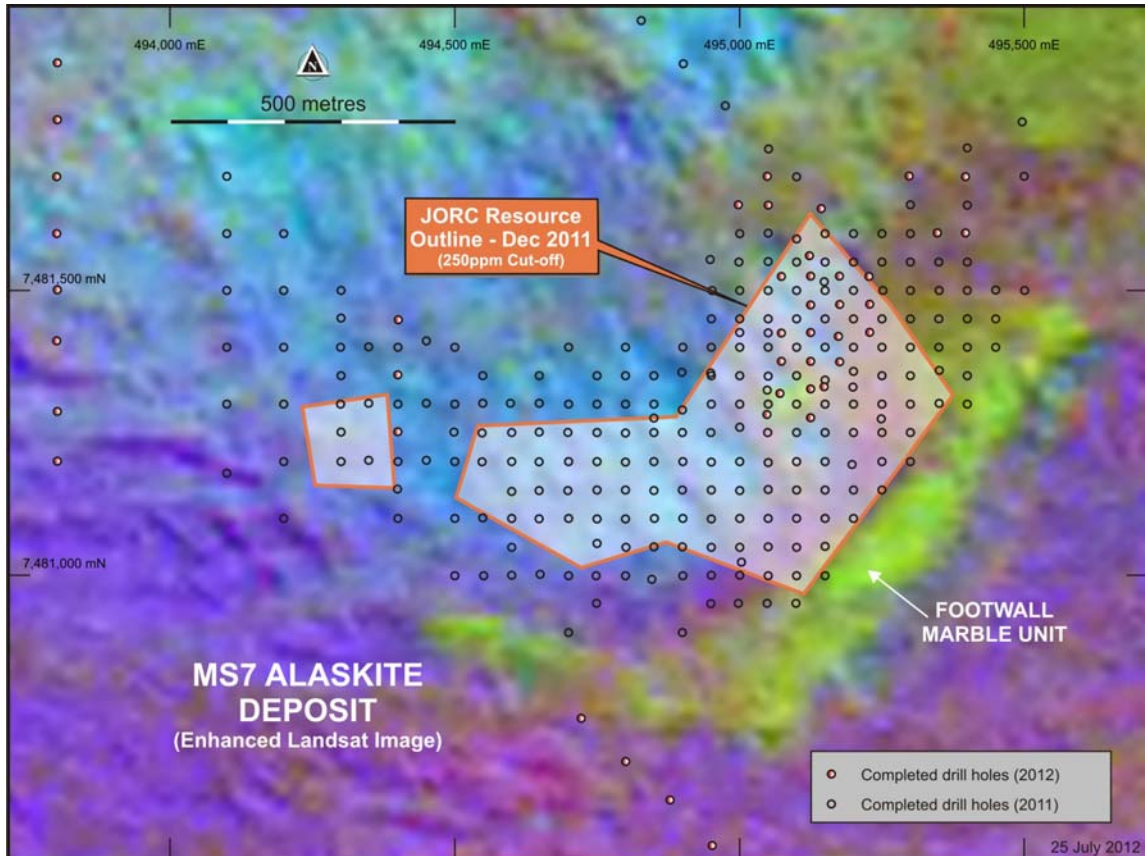 494,000 mE
494,500 mE
495,000 mE
495,500 mE
N
500 metres
JORC Resource
Outline - Dec 2011
(250ppm Cut-off)
7,481,500 mN
7,481,000 mN
FOOTWALL
MARBLE UNIT
MS7 ALASKITE
DEPOSIT
(Enhanced Landsat Image)
Completed drill holes (2012)
Completed drill holes (2011)
25 July 2012